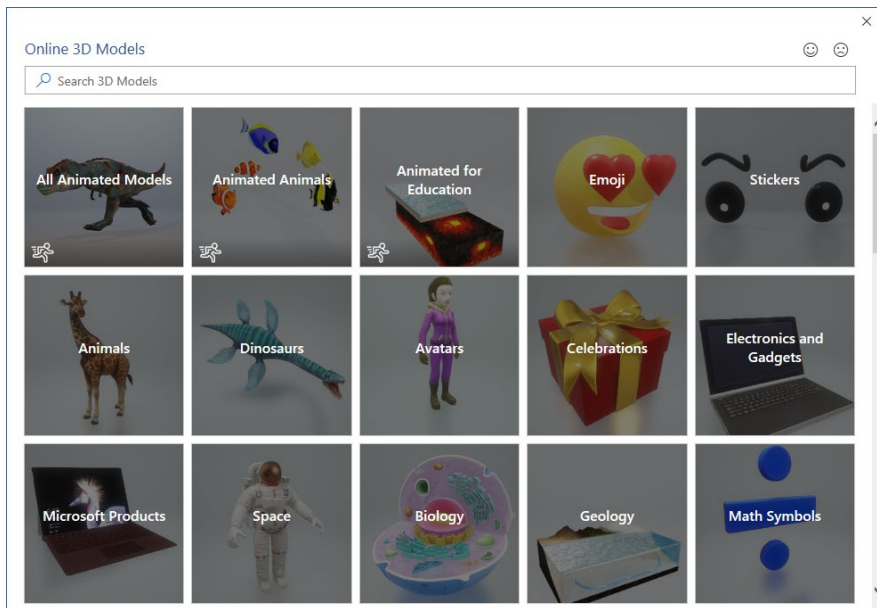 Online 3D Models
Search 3D Models
All Animated Models
Animated Animals
Animated for
Education
Emoji
Stickers
Animals
Dinosaurs
Avatars
Celebrations
Electronics and
Gadgets
Microsoft Products
Space
Biology
Geology
Math Symbols